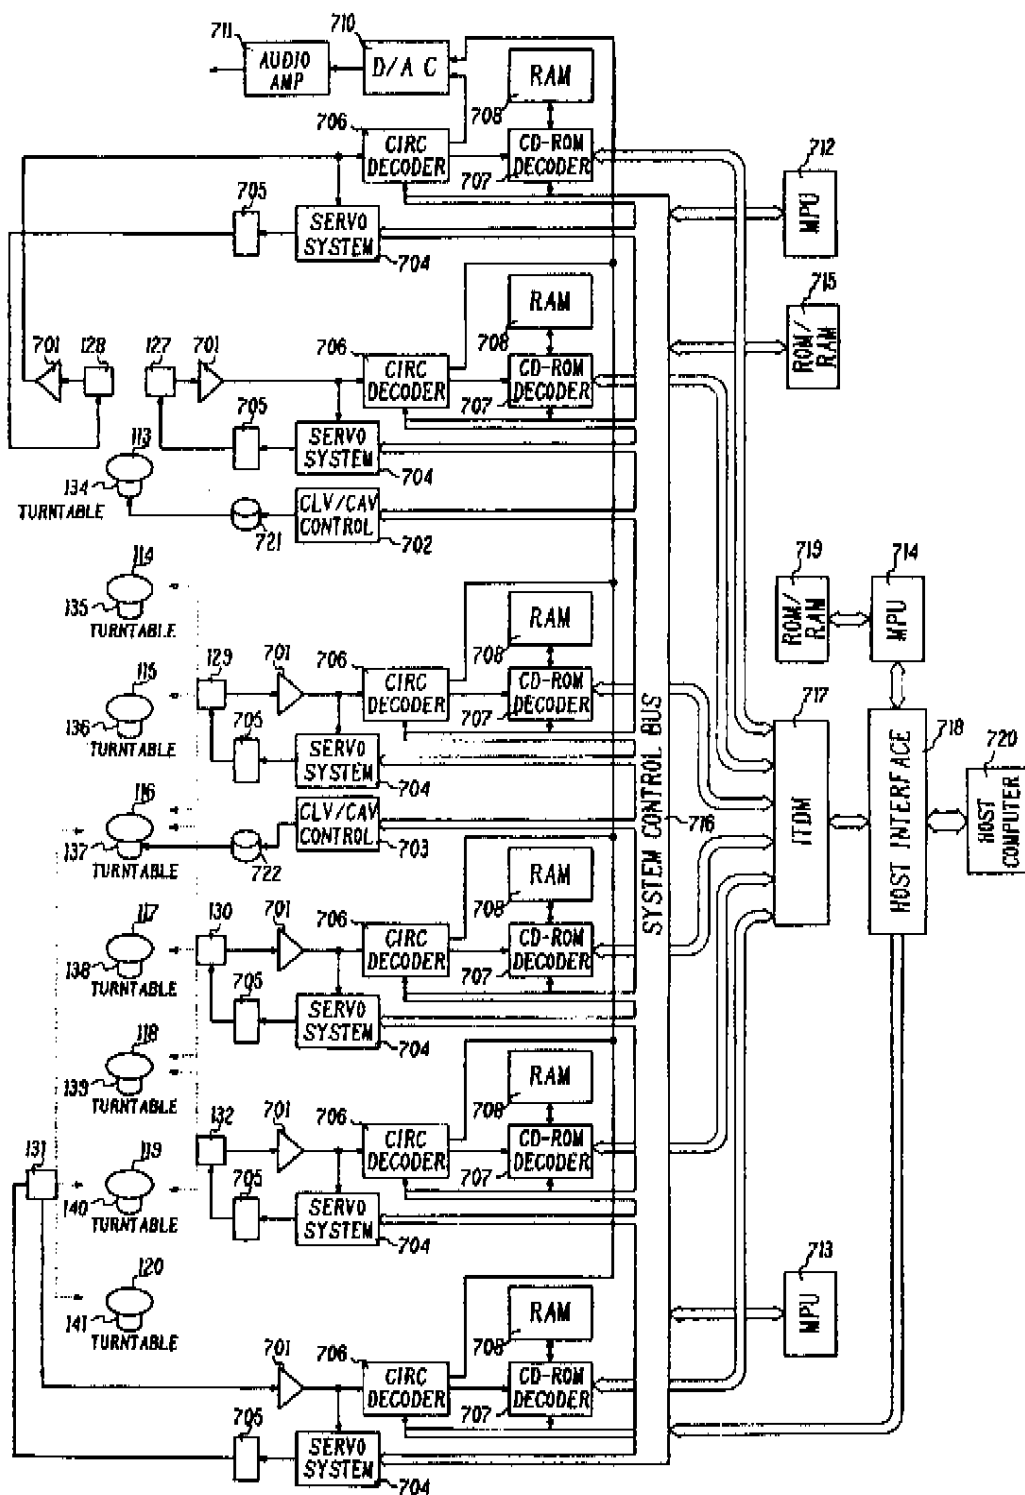 711
710
AUDIO
AMP
D/A C
RAM
708
706
CIRC
DECODER
CD-ROM
DECODER
707
712
MPU
705
SERVO
SYSTEM
704
RAM
708
715
ROM/
RAM
701
128
127
701
706
CIRC
DECODER
CD-ROM
DECODER
707
705
SERVO
SYSTEM
704
113
134
TURNTABLE
721
CLV/CAV
CONTROL
702
114
135
TURNTABLE
RAM
708
719
ROM/
RAM
714
MPU
115
136
TURNTABLE
129
701
706
CIRC
DECODER
CD-ROM
DECODER
707
705
SERVO
SYSTEM
704
SYSTEM CONTROL BUS
716
717
ITDM
718
HOST INTERFACE
720
HOST
COMPUTER
116
137
TURNTABLE
722
CLV/CAV
CONTROL
703
RAM
708
117
138
TURNTABLE
130
701
706
CIRC
DECODER
CD-ROM
DECODER
707
705
SERVO
SYSTEM
704
118
139
TURNTABLE
RAM
708
132
701
706
CIRC
DECODER
CD-ROM
DECODER
707
131
119
140
TURNTABLE
705
SERVO
SYSTEM
704
120
141
TURNTABLE
RAM
708
713
MPU
701
706
CIRC
DECODER
CD-ROM
DECODER
707
705
SERVO
SYSTEM
704